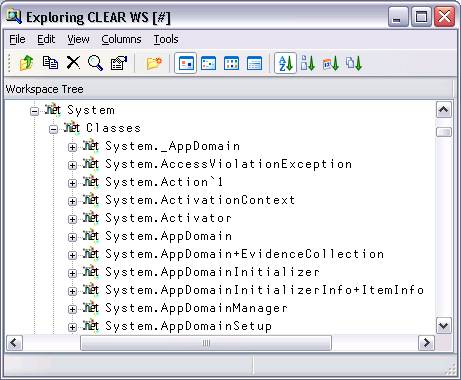 Exploring CLEAR WS [#]
File Edit View Columns Tools
Workspace Tree
.net System
.net Classes
.net System._AppDomain
.net System.AccessViolationException
.net System.Action`1
.net System.ActivationContext
.net System.Activator
.net System.AppDomain
.net System.AppDomain+EvidenceCollection
.net System.AppDomainInitializer
.net System.AppDomainInitializerInfo+ItemInfo
.net System.AppDomainManager
.net System.AppDomainSetup